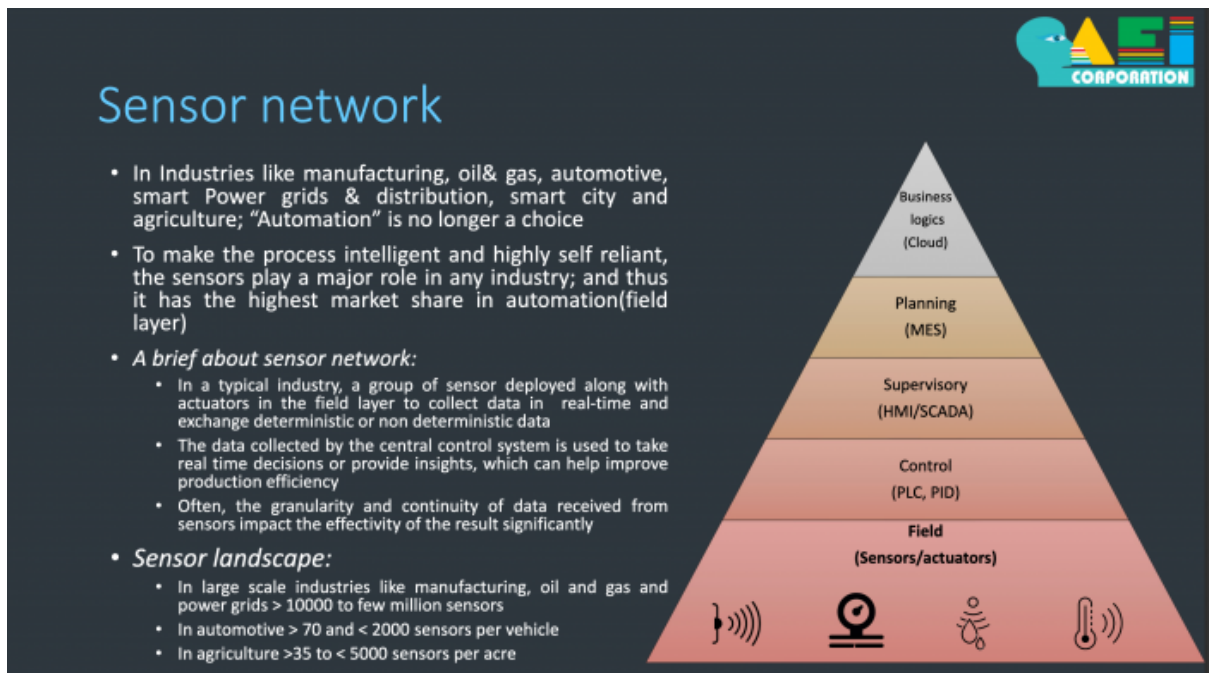 ASI
CORPORATION
Sensor network
• In Industries like manufacturing, oil& gas, automotive,
smart Power grids & distribution, smart city and
agriculture; “Automation” is no longer a choice
• To make the process intelligent and highly self reliant,
the sensors play a major role in any industry; and thus
it has the highest market share in automation(field
layer)
• A brief about sensor network:
• In a typical industry, a group of sensor deployed along with
actuators in the field layer to collect data in real-time and
exchange deterministic or non deterministic data
• The data collected by the central control system is used to take
real time decisions or provide insights, which can help improve
production efficiency
• Often, the granularity and continuity of data received from
sensors impact the effectivity of the result significantly
• Sensor landscape:
• In large scale industries like manufacturing, oil and gas and
power grids > 10000 to few million sensors
• In automotive > 70 and < 2000 sensors per vehicle
• In agriculture >35 to < 5000 sensors per acre
Business
logics
(Cloud)
Planning
(MES)
Supervisory
(HMI/SCADA)
Control
(PLC, PID)
Field
(Sensors/actuators)